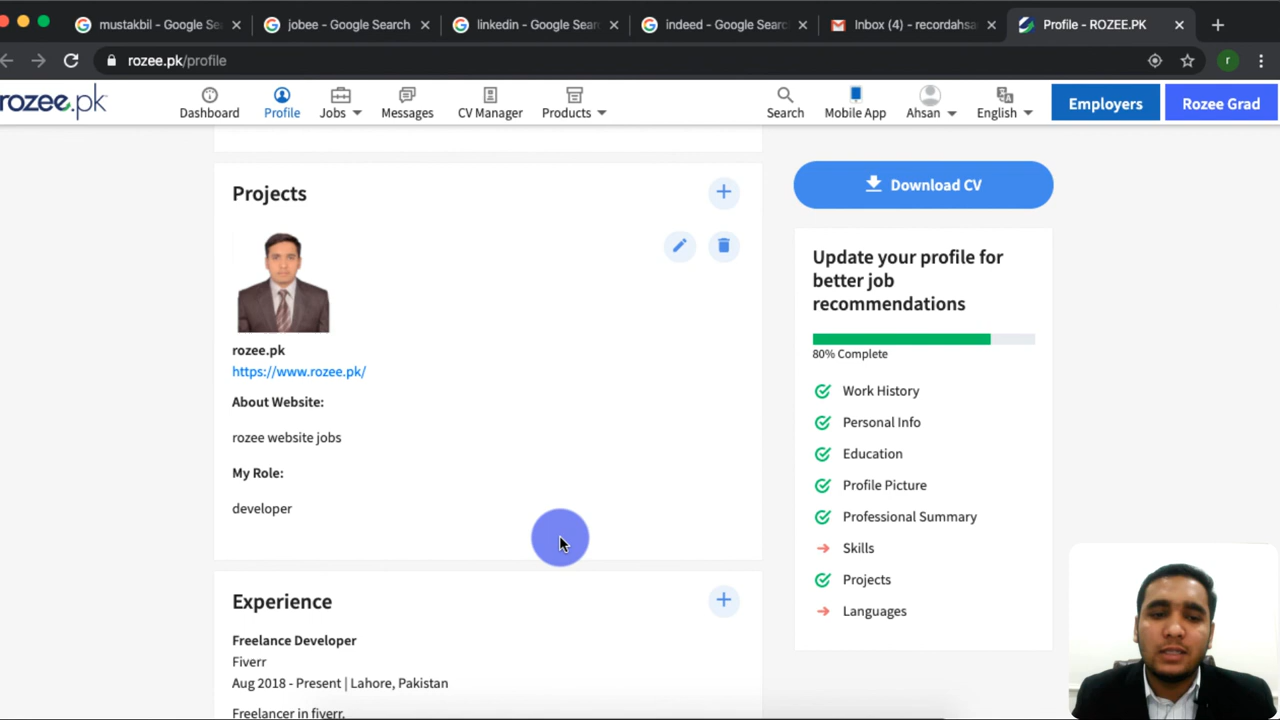 mustakbil - Google Se
jobee - Google Search
linkedin - Google Sear
indeed - Google Searc
Inbox (4) - recordahsa
Profile - ROZEE.PK
rozee.pk/profile
r
rozee.pk
Dashboard
Profile
Jobs
Messages
CV Manager
Products
Search
Mobile App
Ahsan
English
Employers
Rozee Grad
Projects
rozee.pk
https://www.rozee.pk/
About Website:
rozee website jobs
My Role:
developer
Experience
Freelance Developer
Fiverr
Aug 2018 - Present | Lahore, Pakistan
Freelancer in fiverr.
Download CV
Update your profile for
better job
recommendations
80% Complete
Work History
Personal Info
Education
Profile Picture
Professional Summary
Skills
Projects
Languages